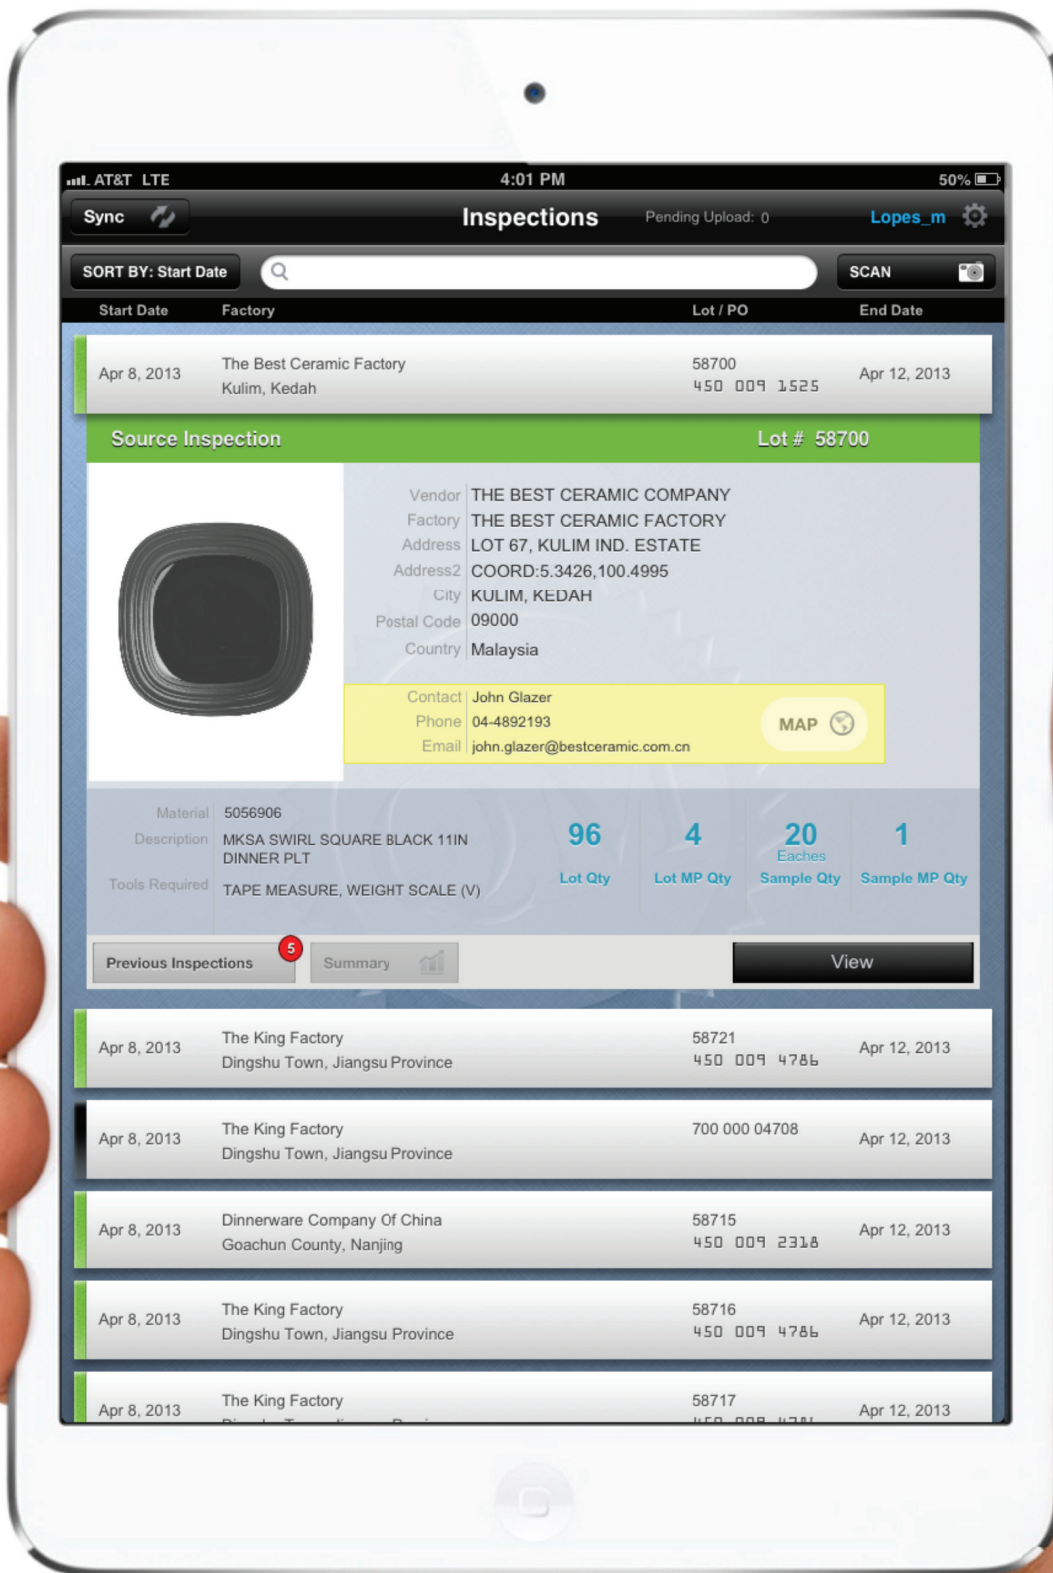 AT&T LTE 4:01 PM 50%
Sync Inspections Pending Upload: 0 Lopes_m
SORT BY: Start Date SCAN
Start Date Factory Lot / PO End Date
Apr 8, 2013 The Best Ceramic Factory 58700 Apr 12, 2013
Kulim, Kedah 450 009 1525
Source Inspection Lot # 58700
Vendor THE BEST CERAMIC COMPANY
Factory THE BEST CERAMIC FACTORY
Address LOT 67, KULIM IND. ESTATE
Address2 COORD:5.3426,100.4995
City KULIM, KEDAH
Postal Code 09000
Country Malaysia
Contact John Glazer
Phone 04-4892193
Email john.glazer@bestceramic.com.cn
MAP
Material 5056906
Description MKSA SWIRL SQUARE BLACK 11IN
DINNER PLT
Tools Required TAPE MEASURE, WEIGHT SCALE (V)
96 4 20 1
Eaches
Lot Qty Lot MP Qty Sample Qty Sample MP Qty
Previous Inspections 5 Summary View
Apr 8, 2013 The King Factory 58721 Apr 12, 2013
Dingshu Town, Jiangsu Province 450 009 4786
Apr 8, 2013 The King Factory 700 000 04708 Apr 12, 2013
Dingshu Town, Jiangsu Province
Apr 8, 2013 Dinnerware Company Of China 58715 Apr 12, 2013
Goachun County, Nanjing 450 009 2318
Apr 8, 2013 The King Factory 58716 Apr 12, 2013
Dingshu Town, Jiangsu Province 450 009 4786
Apr 8, 2013 The King Factory 58717 Apr 12, 2013